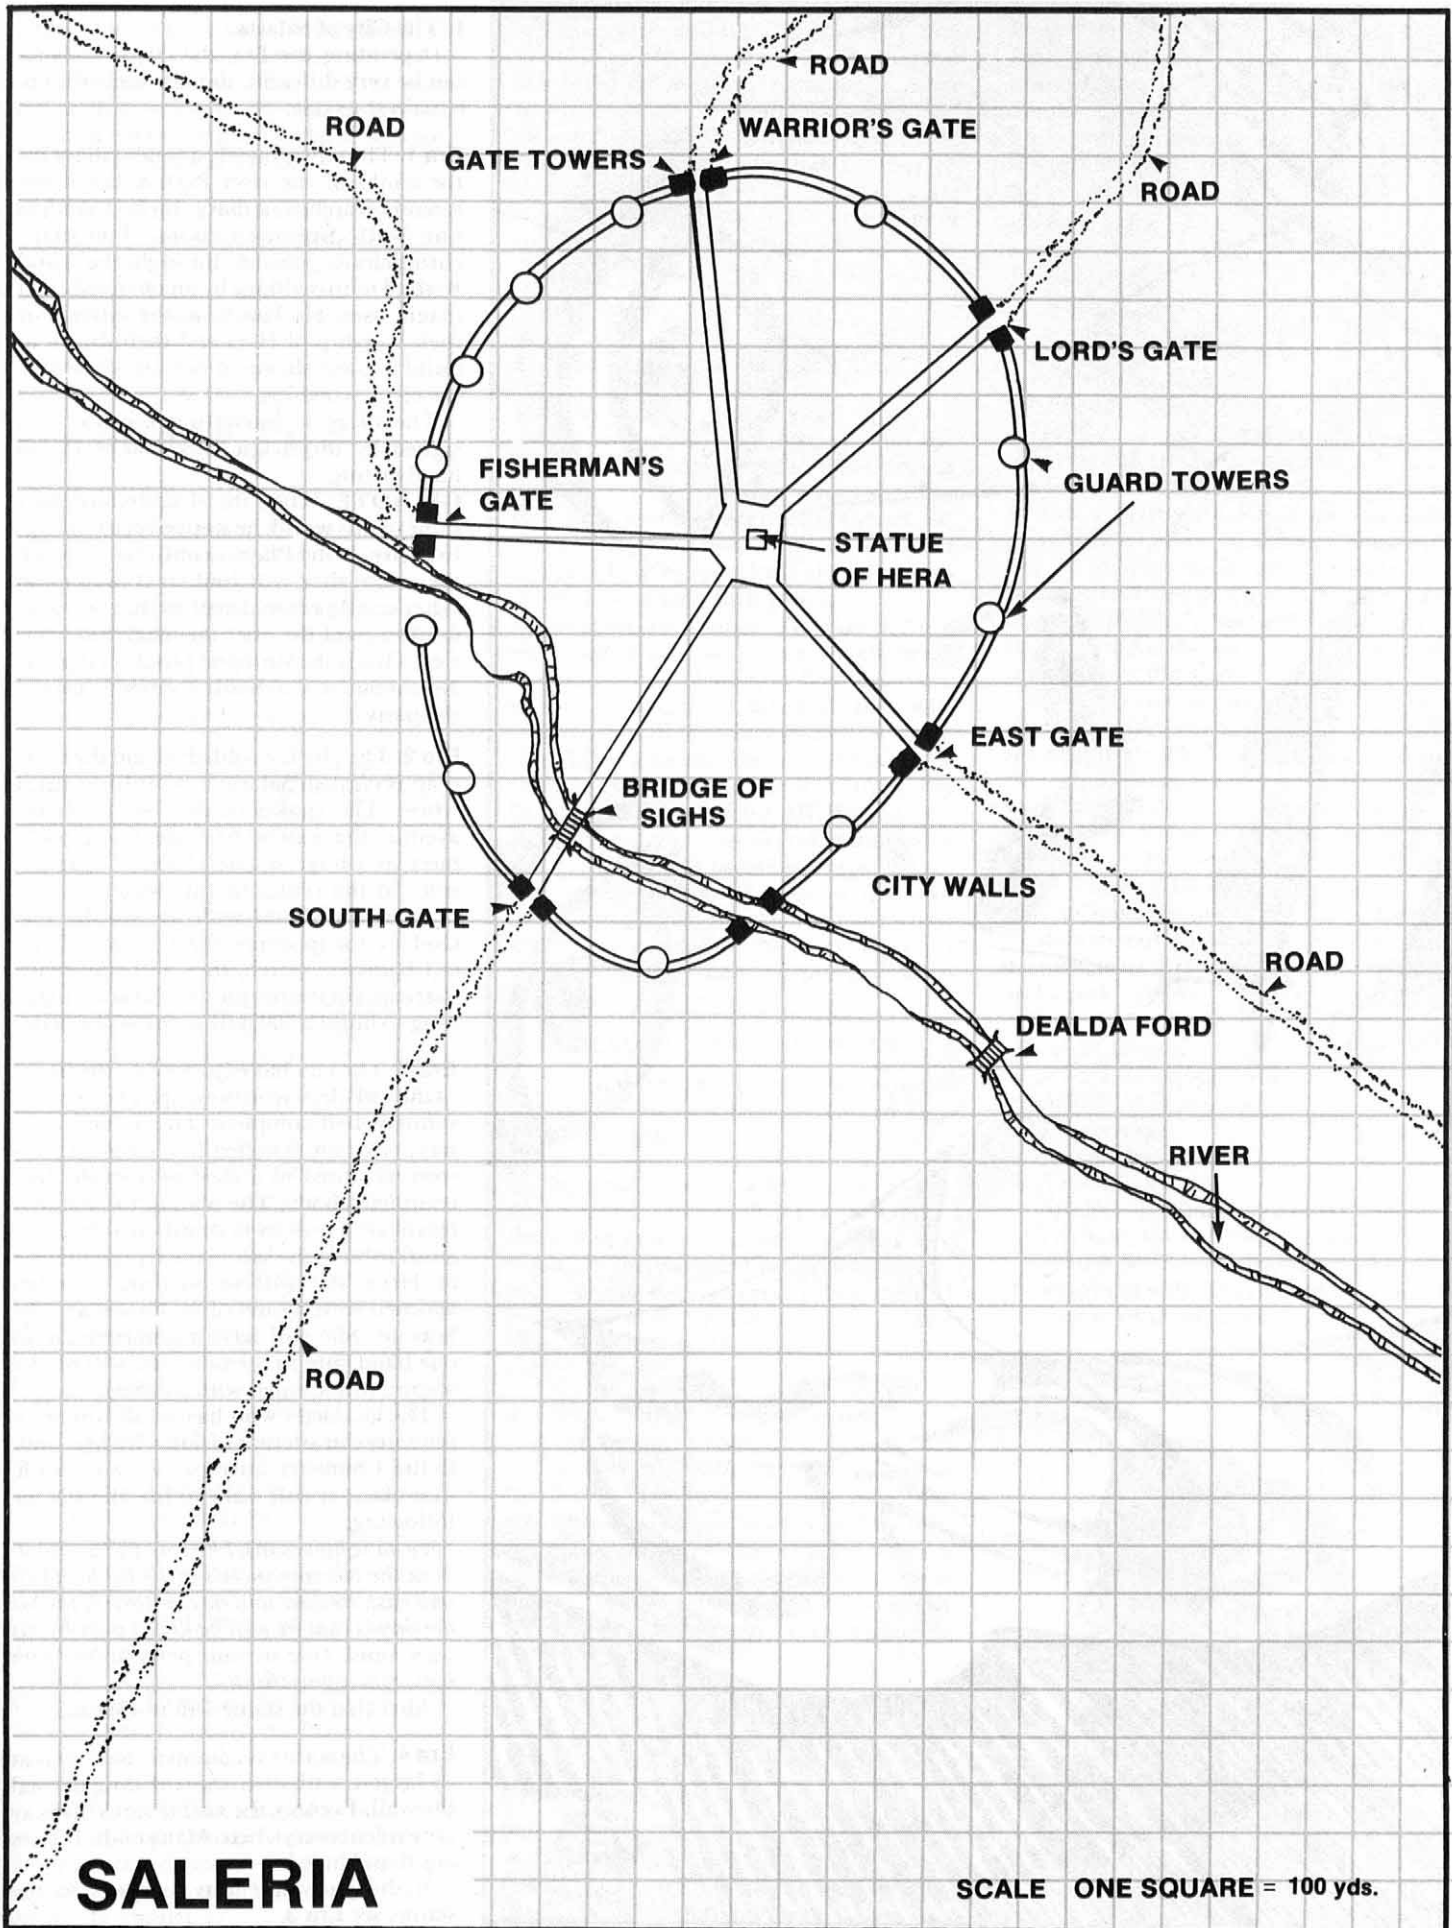 ROAD
WARRIOR'S GATE
ROAD
GATE TOWERS
ROAD
LORD'S GATE
FISHERMAN'S
GATE
GUARD TOWERS
STATUE
OF HERA
EAST GATE
BRIDGE OF
SIGHS
CITY WALLS
SOUTH GATE
ROAD
DEALDA FORD
RIVER
ROAD
SALERIA
SCALE ONE SQUARE = 100 yds.